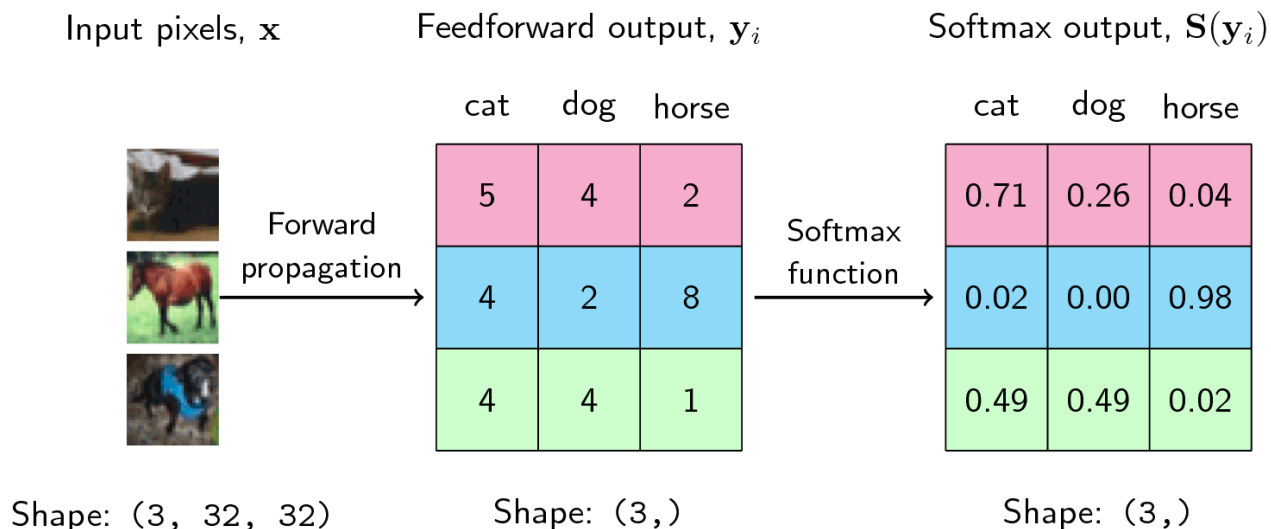 Input pixels, x
Feedforward output, yᵢ
Softmax output, S(yᵢ)
cat dog horse
cat dog horse
5 4 2
0.71 0.26 0.04
Forward
propagation
Softmax
function
4 2 8
0.02 0.00 0.98
4 4 1
0.49 0.49 0.02
Shape: (3, 32, 32)
Shape: (3,)
Shape: (3,)